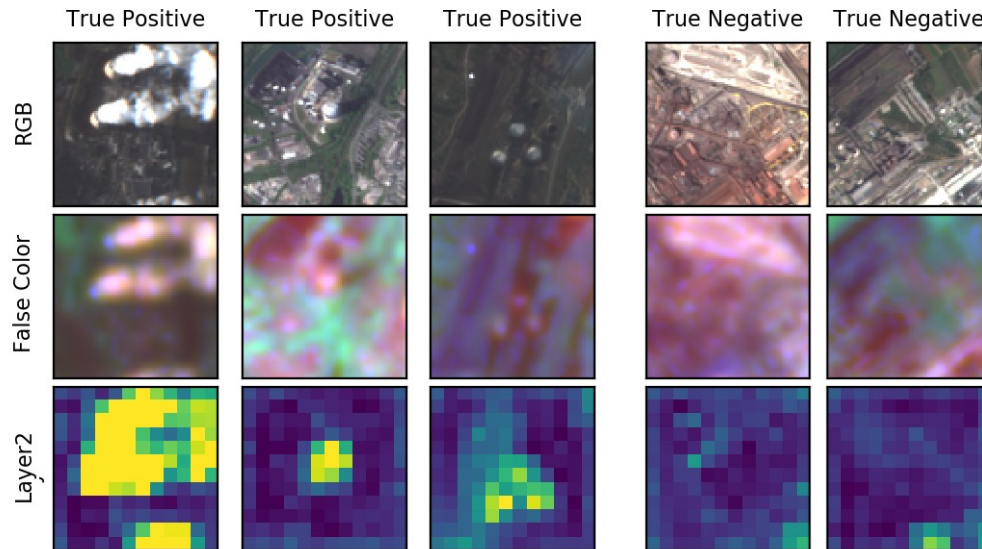 True Positive True Positive True Positive True Negative True Negative
RGB
False Color
Layer2